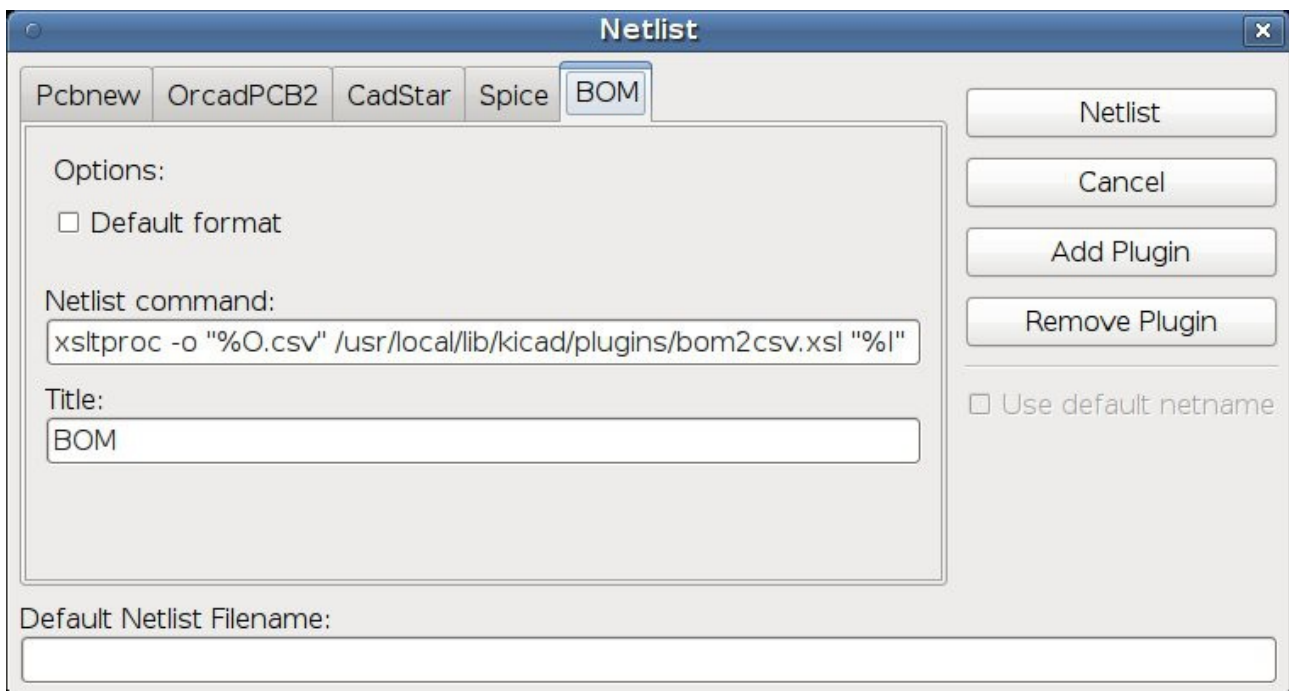 Netlist
Pcbnew OrcadPCB2 CadStar Spice BOM
Netlist
Options:
Cancel
Default format
Add Plugin
Netlist command:
Remove Plugin
xsltproc -o "%O.csv" /usr/local/lib/kicad/plugins/bom2csv.xsl "%I"
Title:
Use default netname
BOM
Default Netlist Filename: